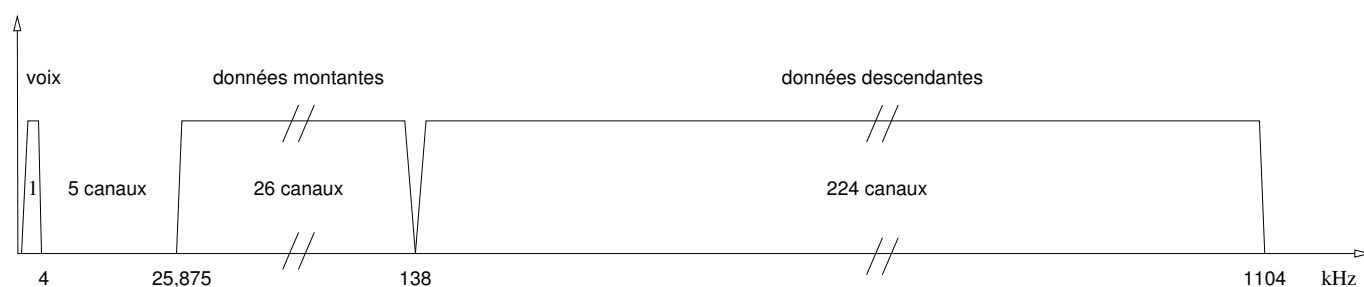 voix données montantes données descendantes
1 5 canaux 26 canaux 224 canaux
4 25,875 138 1104 kHz